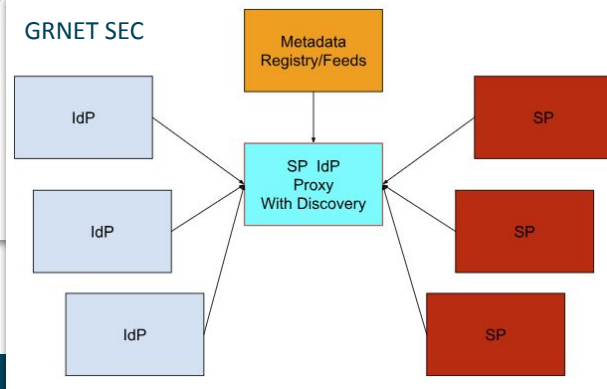 GRNET SEC
Metadata
Registry/Feeds
IdP
SP
SP IdP
Proxy
With Discovery
IdP
SP
IdP
SP